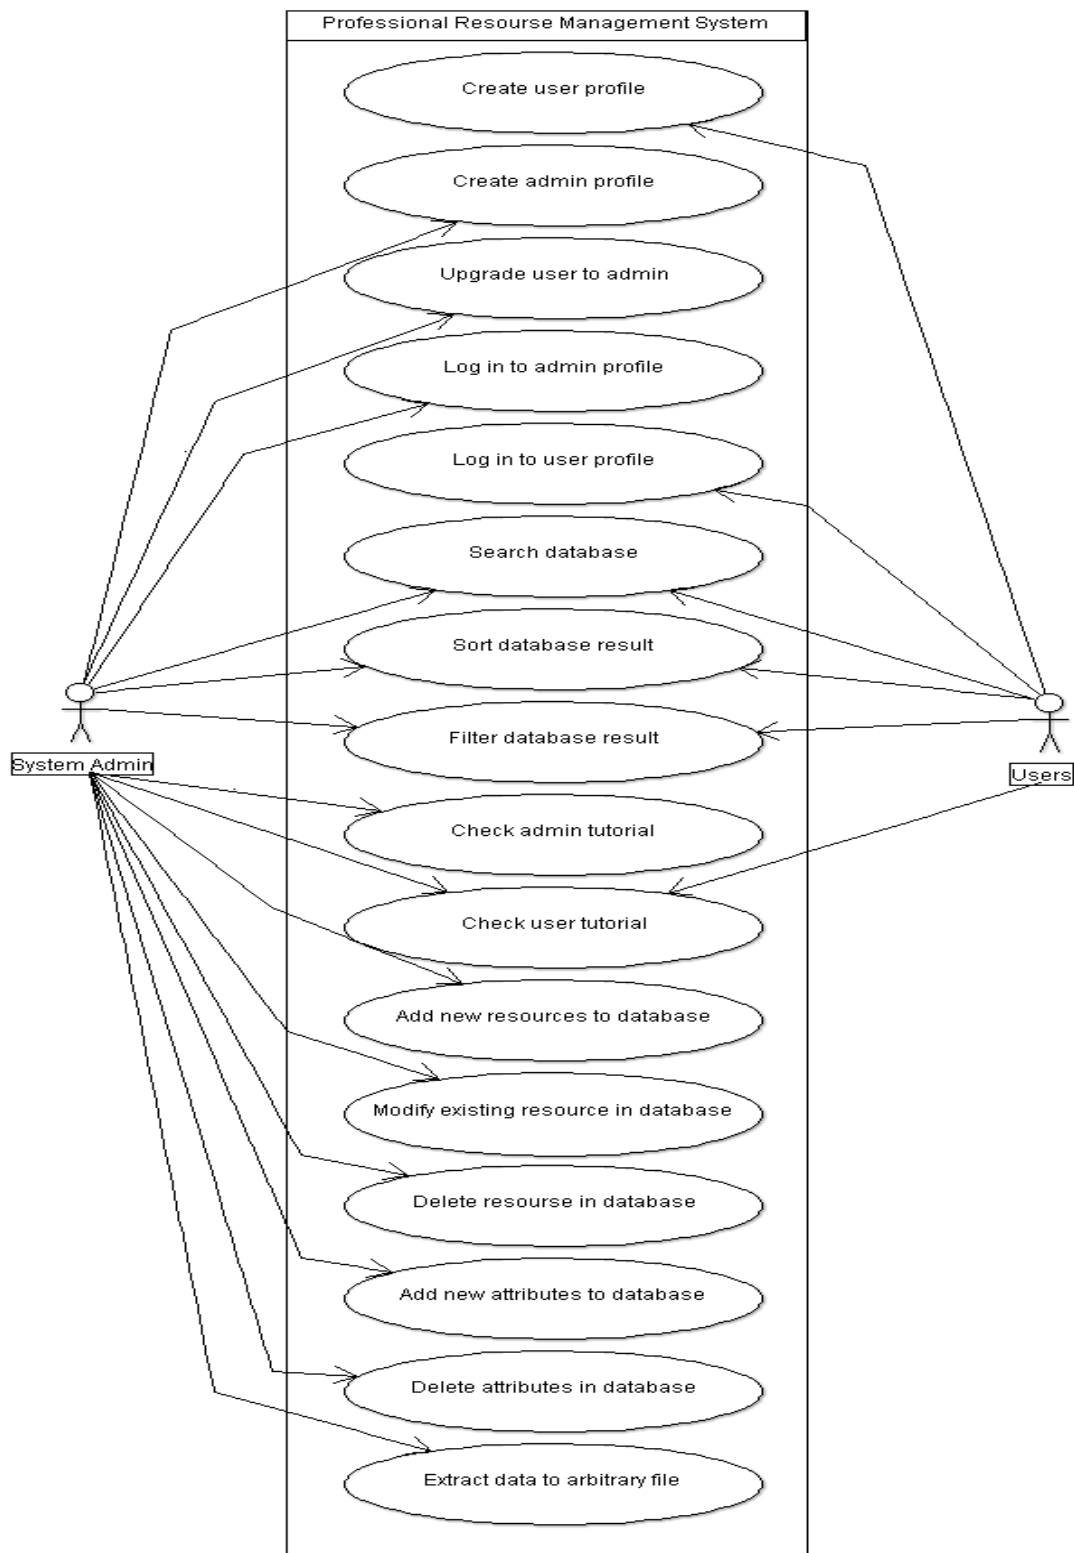 Professional Resourse Management System
Create user profile
Create admin profile
Upgrade user to admin
Log in to admin profile
Log in to user profile
Search database
Sort database result
Filter database result
System Admin
Users
Check admin tutorial
Check user tutorial
Add new resources to database
Modify existing resource in database
Delete resourse in database
Add new attributes to database
Delete attributes in database
Extract data to arbitrary file